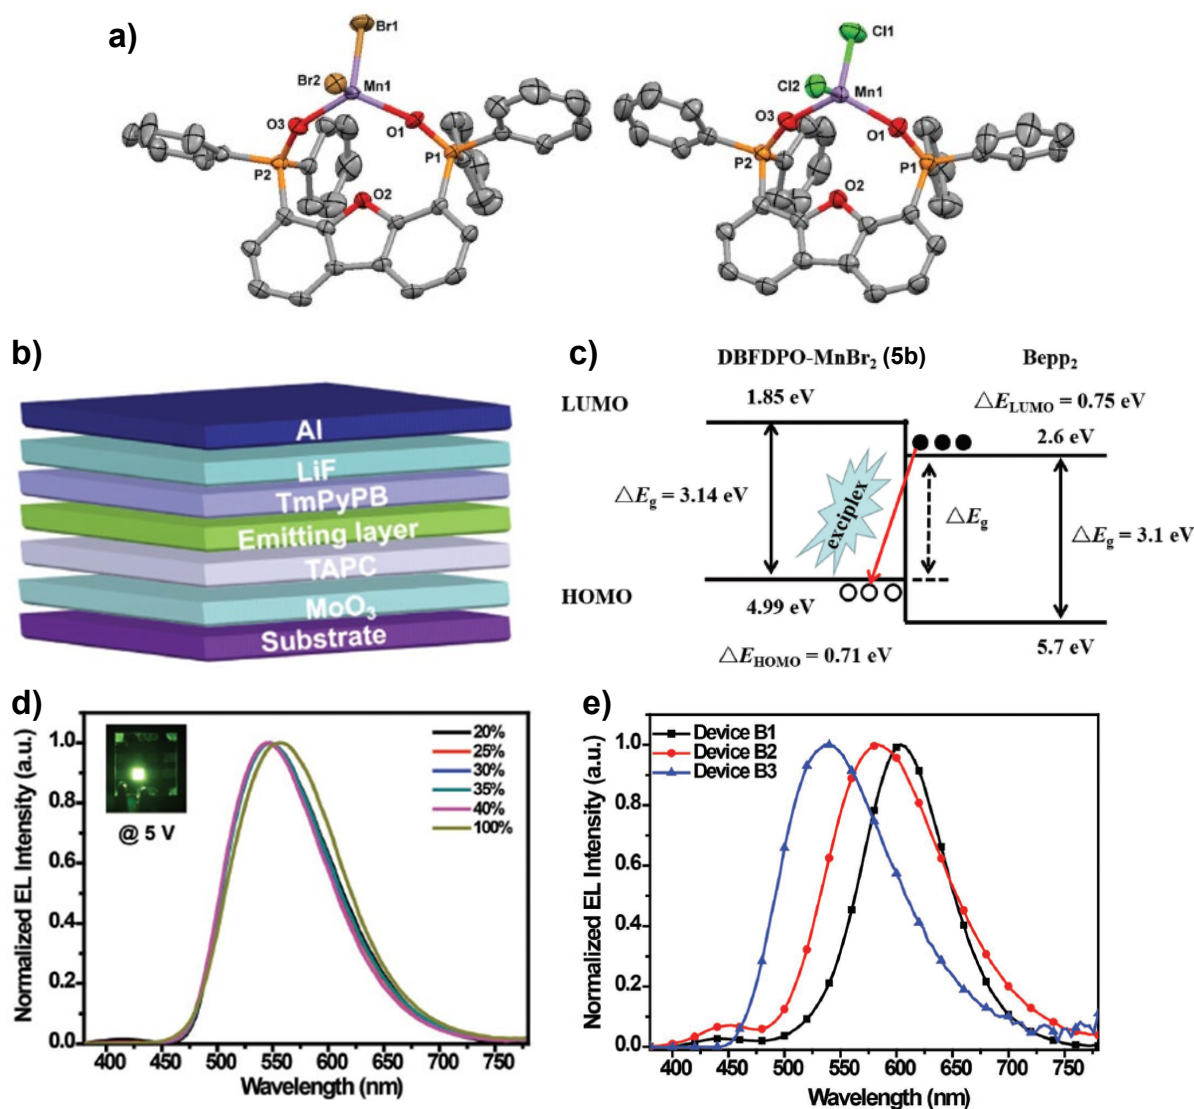 a)
Br1
Br2
Mn1
O3
O1
P2
P1
O2
Cl1
Cl2
Mn1
O3
O1
P2
P1
O2
b)
Al
LiF
TmPyPB
Emitting layer
TAPC
MoO₃
Substrate
c)
DBFDPO-MnBr₂ (5b)
Bepp₂
LUMO
1.85 eV
△E_LUMO = 0.75 eV
2.6 eV
△E_g = 3.14 eV
exciplex
△E_g
△E_g = 3.1 eV
HOMO
4.99 eV
△E_HOMO = 0.71 eV
5.7 eV
d)
Normalized EL Intensity (a.u.)
1.0
0.8
0.6
0.4
0.2
0.0
@ 5 V
20%
25%
30%
35%
40%
100%
400 450 500 550 600 650 700 750
Wavelength (nm)
e)
Normalized EL Intensity (a.u.)
1.0
0.8
0.6
0.4
0.2
0.0
Device B1
Device B2
Device B3
400 450 500 550 600 650 700 750
Wavelength (nm)